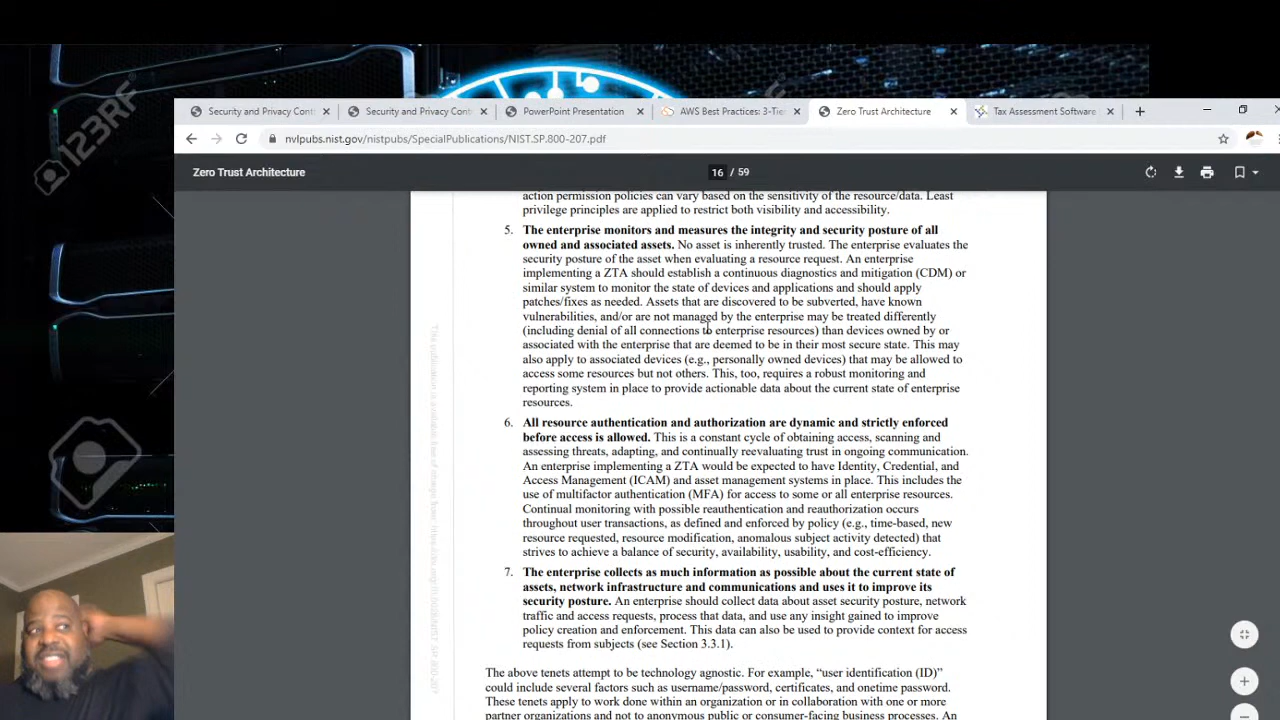 123RF
123RF
Security and Privacy Cont
Security and Privacy Cont
PowerPoint Presentation
AWS Best Practices: 3-Tie
Zero Trust Architecture
Tax Assessment Software
nvlpubs.nist.gov/nistpubs/SpecialPublications/NIST.SP.800-207.pdf
Zero Trust Architecture
16 / 59
action permission policies can vary based on the sensitivity of the resource/data. Least
privilege principles are applied to restrict both visibility and accessibility.
5. The enterprise monitors and measures the integrity and security posture of all
owned and associated assets. No asset is inherently trusted. The enterprise evaluates the
security posture of the asset when evaluating a resource request. An enterprise
implementing a ZTA should establish a continuous diagnostics and mitigation (CDM) or
similar system to monitor the state of devices and applications and should apply
patches/fixes as needed. Assets that are discovered to be subverted, have known
vulnerabilities, and/or are not managed by the enterprise may be treated differently
(including denial of all connections to enterprise resources) than devices owned by or
associated with the enterprise that are deemed to be in their most secure state. This may
also apply to associated devices (e.g., personally owned devices) that may be allowed to
access some resources but not others. This, too, requires a robust monitoring and
reporting system in place to provide actionable data about the current state of enterprise
resources.
6. All resource authentication and authorization are dynamic and strictly enforced
before access is allowed. This is a constant cycle of obtaining access, scanning and
assessing threats, adapting, and continually reevaluating trust in ongoing communication.
An enterprise implementing a ZTA would be expected to have Identity, Credential, and
Access Management (ICAM) and asset management systems in place. This includes the
use of multifactor authentication (MFA) for access to some or all enterprise resources.
Continual monitoring with possible reauthentication and reauthorization occurs
throughout user transactions, as defined and enforced by policy (e.g., time-based, new
resource requested, resource modification, anomalous subject activity detected) that
strives to achieve a balance of security, availability, usability, and cost-efficiency.
7. The enterprise collects as much information as possible about the current state of
assets, network infrastructure and communications and uses it to improve its
security posture. An enterprise should collect data about asset security posture, network
traffic and access requests, process that data, and use any insight gained to improve
policy creation and enforcement. This data can also be used to provide context for access
requests from subjects (see Section 3.3.1).
The above tenets attempt to be technology agnostic. For example, “user identification (ID)”
could include several factors such as username/password, certificates, and onetime password.
These tenets apply to work done within an organization or in collaboration with one or more
partner organizations and not to anonymous public or consumer-facing business processes. An